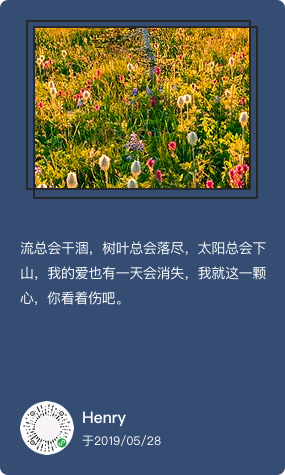 流总会干涸，树叶总会落尽，太阳总会下
山，我的爱也有一天会消失，我就这一颗
心，你看着伤吧。
Henry
于2019/05/28